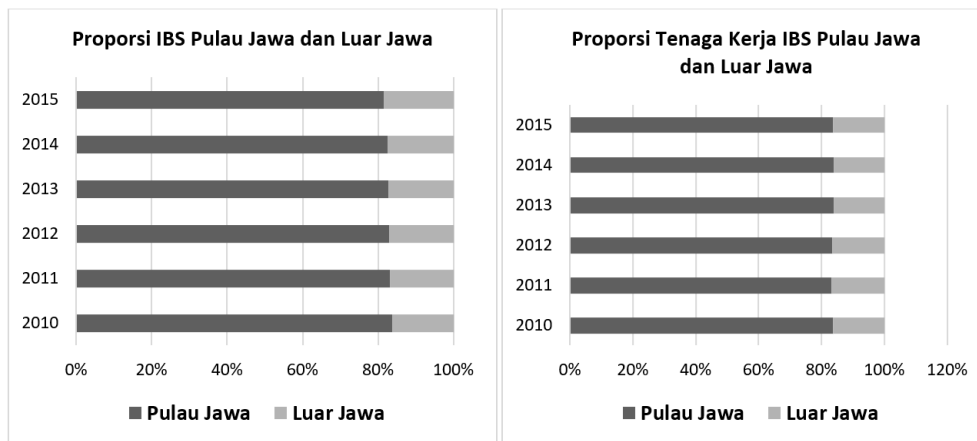 Proporsi IBS Pulau Jawa dan Luar Jawa
2015
2014
2013
2012
2011
2010
0% 20% 40% 60% 80% 100%
Pulau Jawa Luar Jawa
Proporsi Tenaga Kerja IBS Pulau Jawa
dan Luar Jawa
2015
2014
2013
2012
2011
2010
0% 20% 40% 60% 80% 100% 120%
Pulau Jawa Luar Jawa